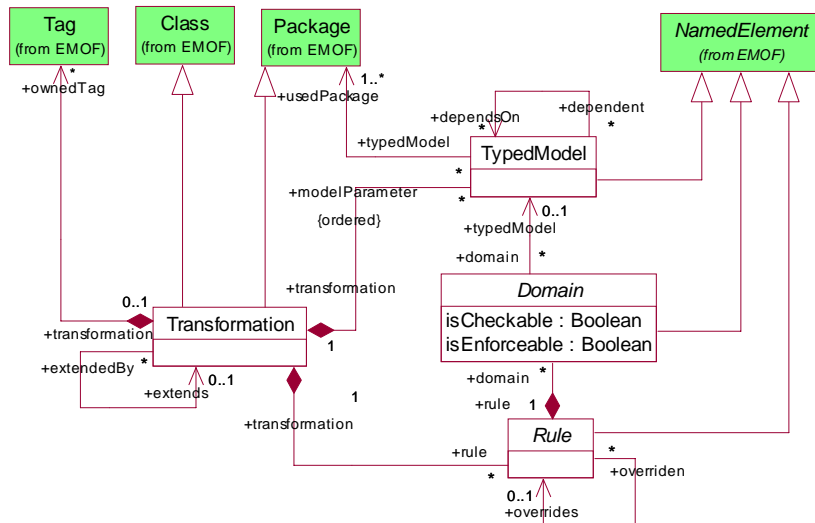 Tag
(from EMOF)
Class
(from EMOF)
Package
(from EMOF)
NamedElement
(from EMOF)
*
+ownedTag
1..*
+usedPackage
+dependsOn
*
+dependent
*
+typedModel
*
TypedModel
+modelParameter
*
{ordered}
0..1
+typedModel
+domain
*
+transformation
Domain
isCheckable : Boolean
isEnforceable : Boolean
0..1
+transformation
Transformation
1
*
+extendedBy
0..1
+extends
1
+transformation
+domain
*
+rule
1
Rule
+rule
*
*
+overriden
0..1
+overrides